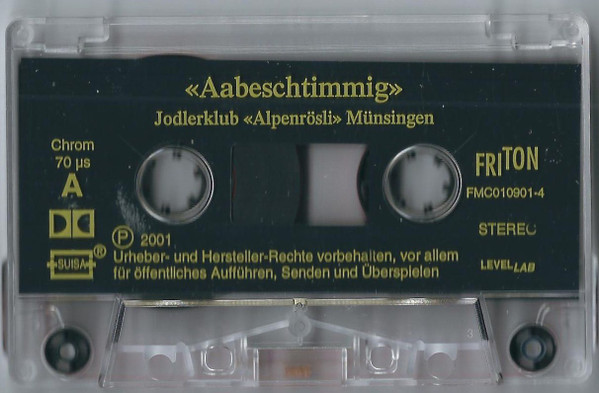 «Aabeschtimmig»
Jodlerklub «Alpenrösli» Münsingen
Chrom
70 µs
A
SUISA ®
FRITON
FMC010901-4
STEREO
LEVEL LAB
Ⓟ 2001
Urheber- und Hersteller-Rechte vorbehalten, vor allem
für öffentliches Aufführen, Senden und Überspielen
3